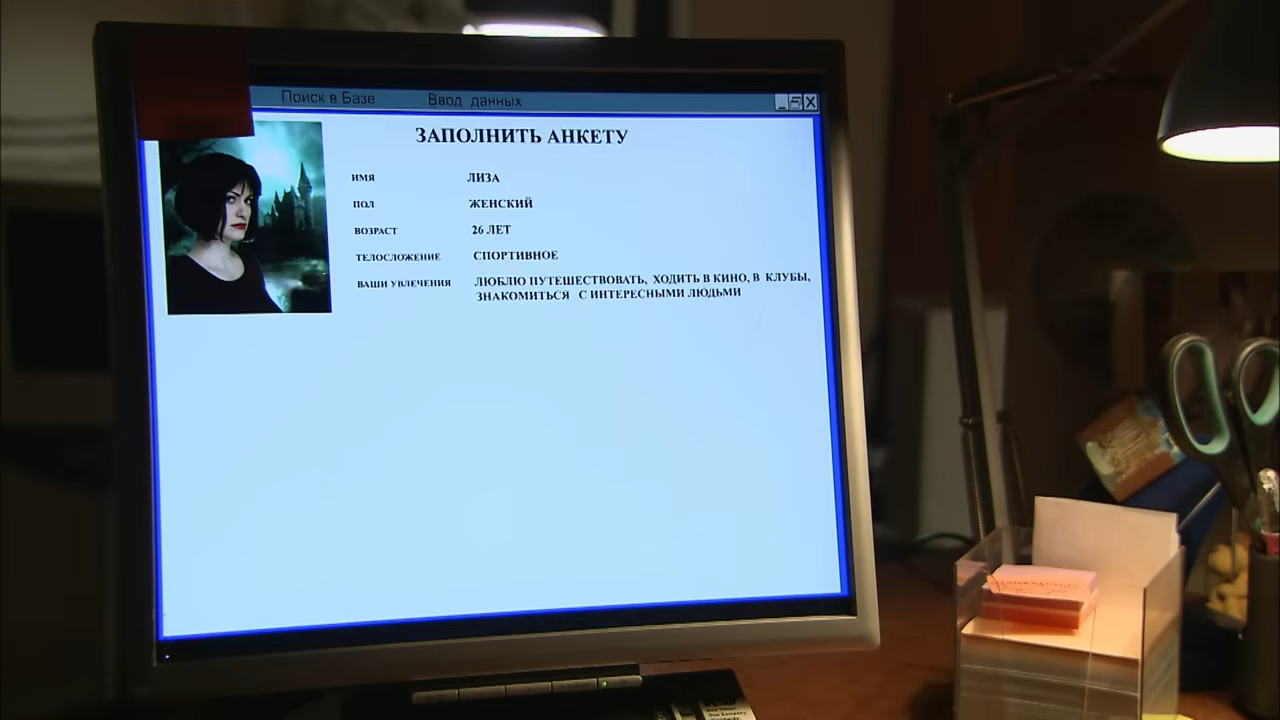 Поиск в Базе Ввод данных
ЗАПОЛНИТЬ АНКЕТУ
ИМЯ ЛИЗА
ПОЛ ЖЕНСКИЙ
ВОЗРАСТ 26 ЛЕТ
ТЕЛОСЛОЖЕНИЕ СПОРТИВНОЕ
ВАШИ УВЛЕЧЕНИЯ ЛЮБЛЮ ПУТЕШЕСТВОВАТЬ, ХОДИТЬ В КИНО, В КЛУБЫ,
ЗНАКОМИТЬСЯ С ИНТЕРЕСНЫМИ ЛЮДЬМИ